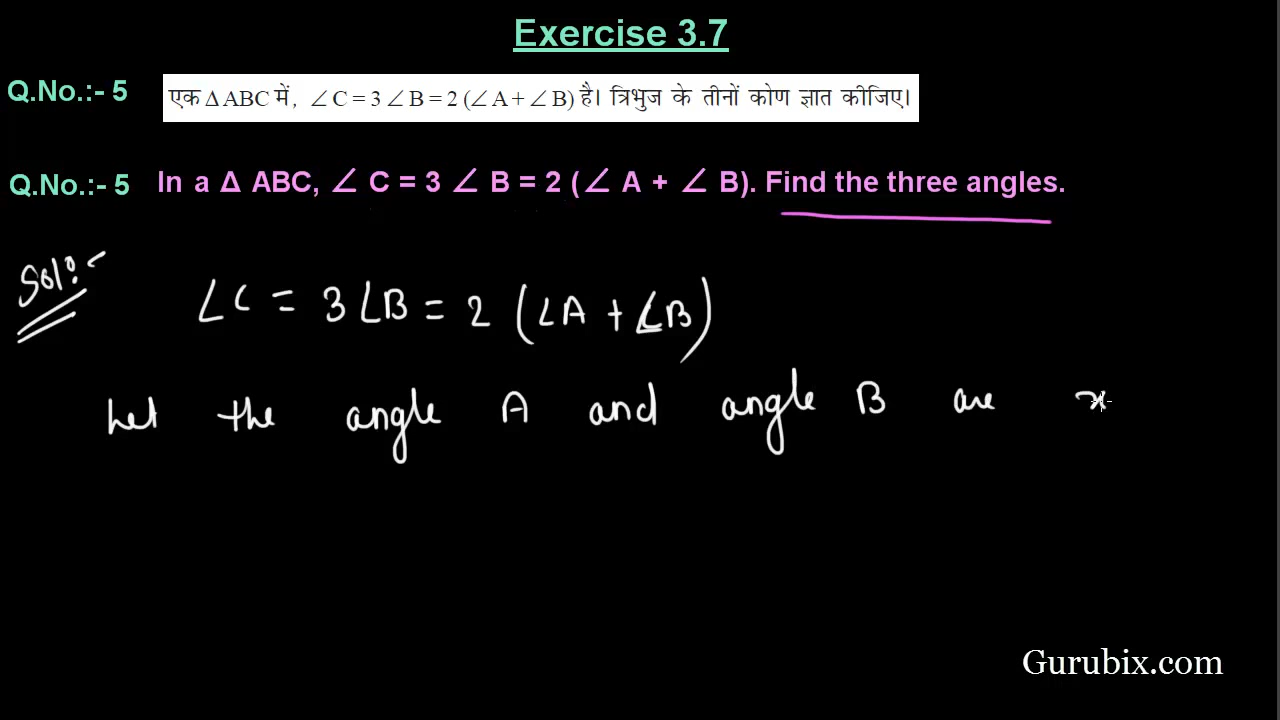 Exercise 3.7
Q.No.:- 5 एक Δ ABC में, ∠ C = 3 ∠ B = 2 (∠ A + ∠ B) है। त्रिभुज के तीनों कोण ज्ञात कीजिए।
Q.No.:- 5 In a Δ ABC, ∠ C = 3 ∠ B = 2 (∠ A + ∠ B). Find the three angles.
Sol:- ∠C = 3 ∠B = 2 (∠A + ∠B)
Let the angle A and angle B are x
Gurubix.com